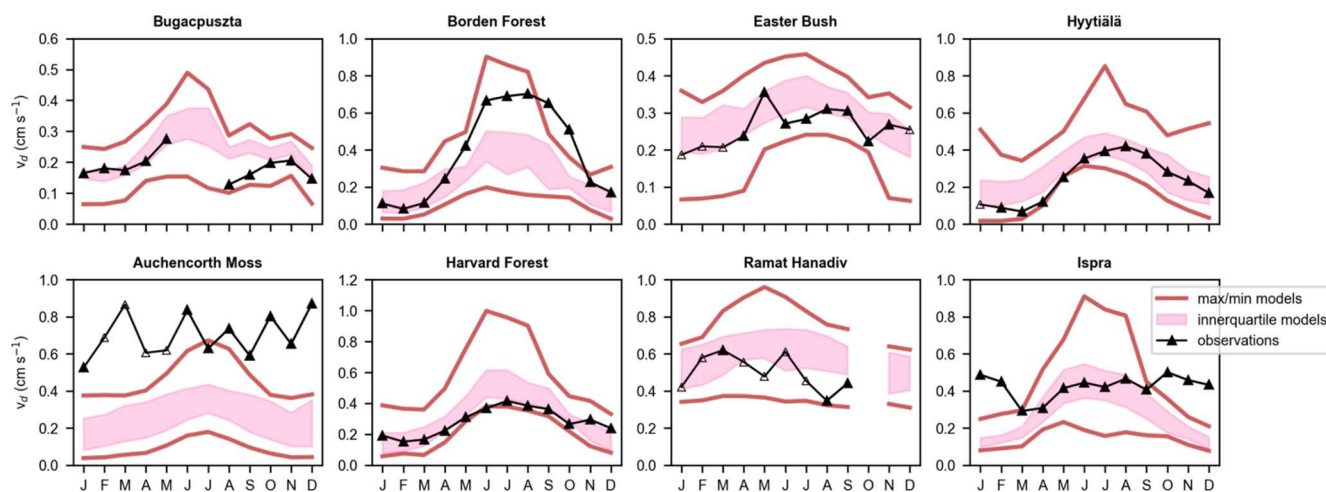 Bugacpuszta
Borden Forest
Easter Bush
Hyytiälä
0.6
0.5
0.4
0.3
0.2
0.1
0.0
v_d (cm s⁻¹)
1.0
0.8
0.6
0.4
0.2
0.0
0.5
0.4
0.3
0.2
0.1
0.0
1.0
0.8
0.6
0.4
0.2
0.0
Auchencorth Moss
Harvard Forest
Ramat Hanadiv
Ispra
1.0
0.8
0.6
0.4
0.2
0.0
v_d (cm s⁻¹)
J F M A M J J A S O N D
1.2
1.0
0.8
0.6
0.4
0.2
0.0
J F M A M J J A S O N D
1.0
0.8
0.6
0.4
0.2
0.0
J F M A M J J A S O N D
1.0
0.8
0.6
0.4
0.2
0.0
J F M A M J J A S O N D
max/min models
innerquartile models
observations